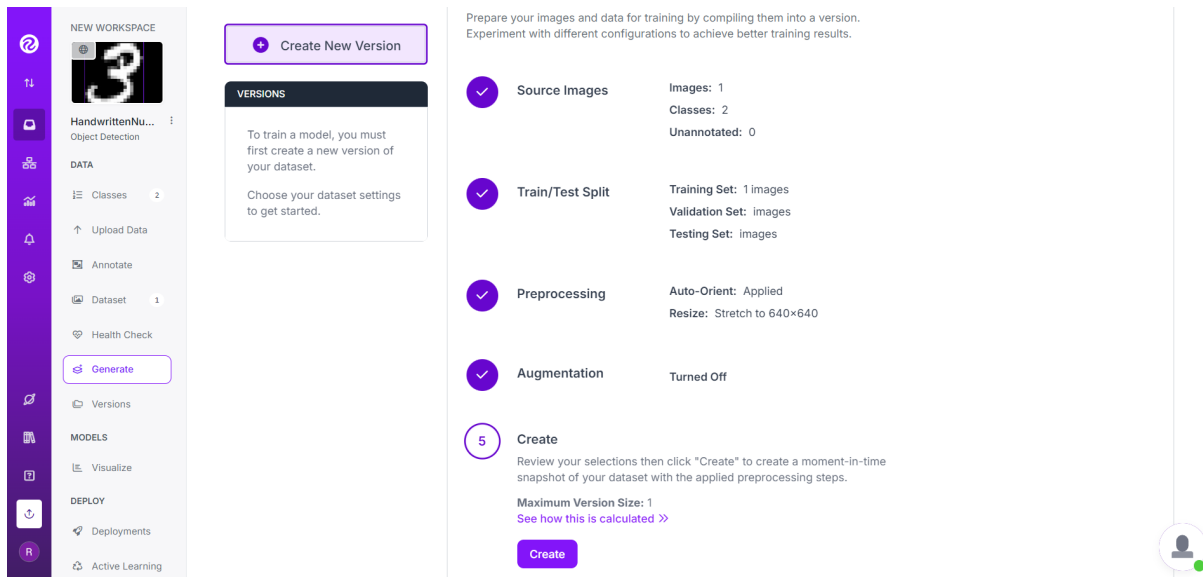 NEW WORKSPACE
HandwrittenNu...
Object Detection
DATA
Classes 2
Upload Data
Annotate
Dataset 1
Health Check
Generate
Versions
MODELS
Visualize
DEPLOY
Deployments
Active Learning
R
Create New Version
VERSIONS
To train a model, you must
first create a new version of
your dataset.
Choose your dataset settings
to get started.
Prepare your images and data for training by compiling them into a version.
Experiment with different configurations to achieve better training results.
Source Images
Images: 1
Classes: 2
Unannotated: 0
Train/Test Split
Training Set: 1 images
Validation Set: images
Testing Set: images
Preprocessing
Auto-Orient: Applied
Resize: Stretch to 640×640
Augmentation
Turned Off
5
Create
Review your selections then click "Create" to create a moment-in-time
snapshot of your dataset with the applied preprocessing steps.
Maximum Version Size: 1
See how this is calculated
Create
3